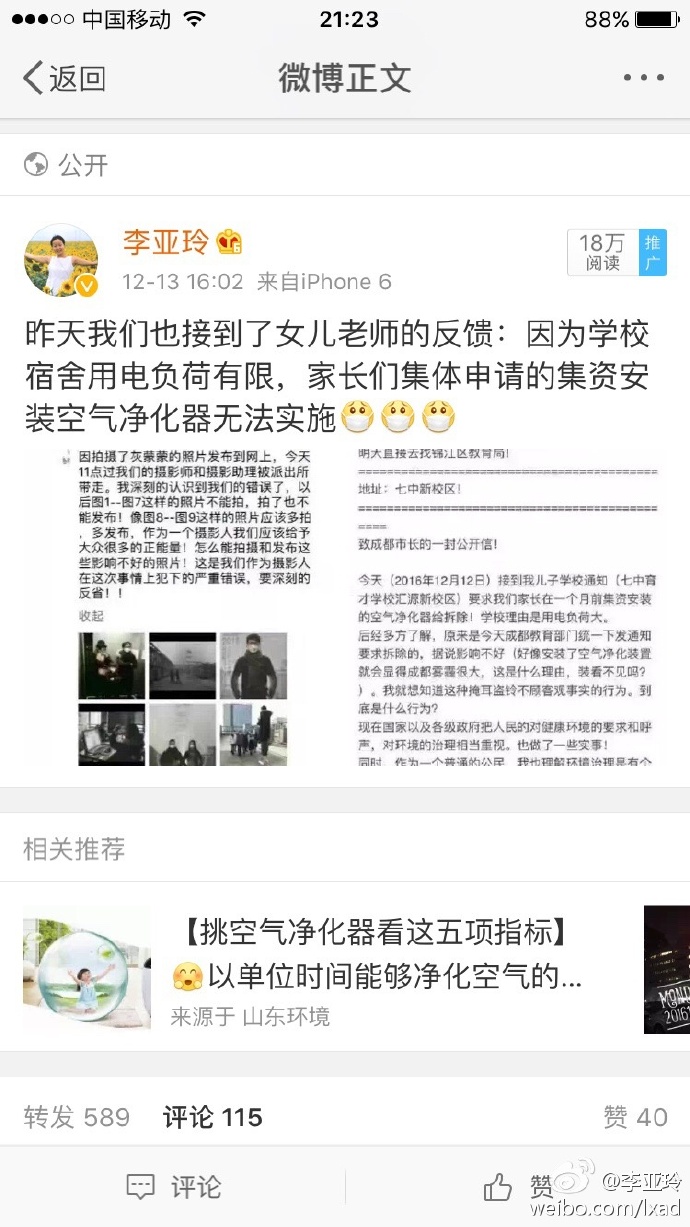 中国移动
21:23
88%
返回
微博正文
公开
李亚玲
12-13 16:02 来自iPhone 6
18万
阅读
推
广
昨天我们也接到了女儿老师的反馈：因为学校
宿舍用电负荷有限，家长们集体申请的集资安
装空气净化器无法实施😷😷😷
因拍摄了灰蒙蒙的照片发布到网上，今天
11点过我们的摄影师和摄影助理被派出所
带走。我深刻的认识到我们的错误了，以
后图1--图7这样的照片不能拍，拍了也不
能发布！像图8--图9这样的照片应该多拍
，多发布，作为一个摄影人我们应该给予
大众很多的正能量！怎么能拍摄和发布这
些影响不好的照片！这是我们作为摄影人
在这次事情上犯下的严重错误，要深刻的
反省！！
收起
明天直接去找锦江区教育局!
地址：七中新校区！
致成都市长的一封公开信!
今天（2016年12月12日）接到我儿子学校通知（七中育
才学校汇源新校区）要求我们家长在一个月前集资安装
的空气净化器给拆除！学校理由是用电负荷大。
后经多方了解，原来是今天成都教育部门统一下发通知
要求拆除的，据说影响不好（好像安装了空气净化装置
就会显得成都雾霾很大，这是什么理由，装看不见吗？
）。我就想知道这种掩耳盗铃不顾客观事实的行为。到
底是什么行为？
现在国家以及各级政府把人民的对健康环境的要求和呼
声，对环境的治理相当重视。也做了一些实事！
同时，作为一个普通的公民，我也理解环境治理是有个
相关推荐
【挑空气净化器看这五项指标】
🤗以单位时间能够净化空气的...
来源于 山东环境
MOND
2016
转发 589 评论 115 赞 40
评论
赞
@李亚玲
weibo.com/lxad